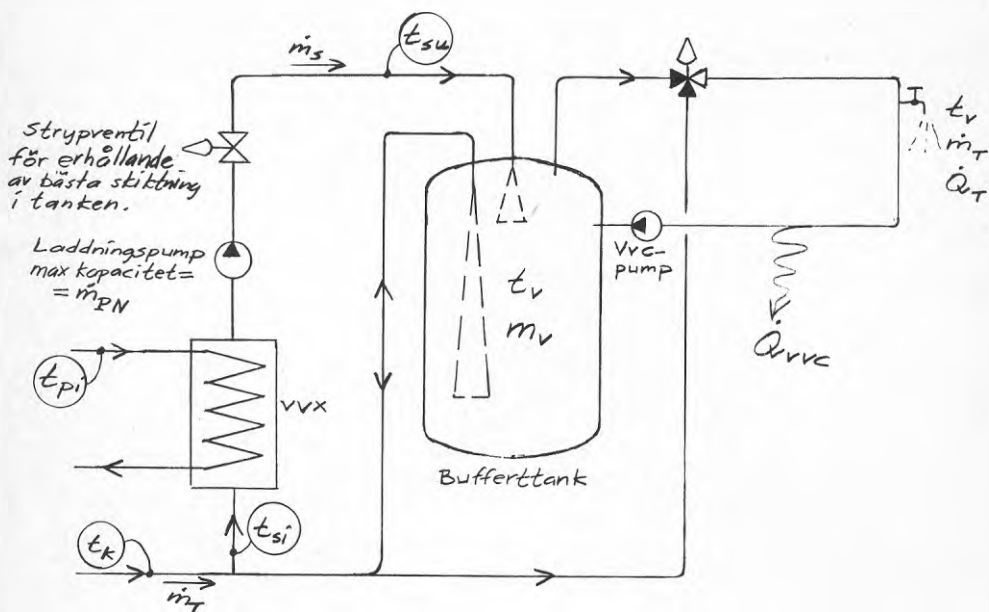 ṁs
tsu
Strypventil
för erhållande
av bästa skiktning
i tanken.
Laddningspump
max kapacitet=
= ṁPN
tpi
VVX
tsi
tk
ṁT
tv
mv
Bufferttank
Vvc-
pump
Q̇vvc
tv
ṁT
Q̇T